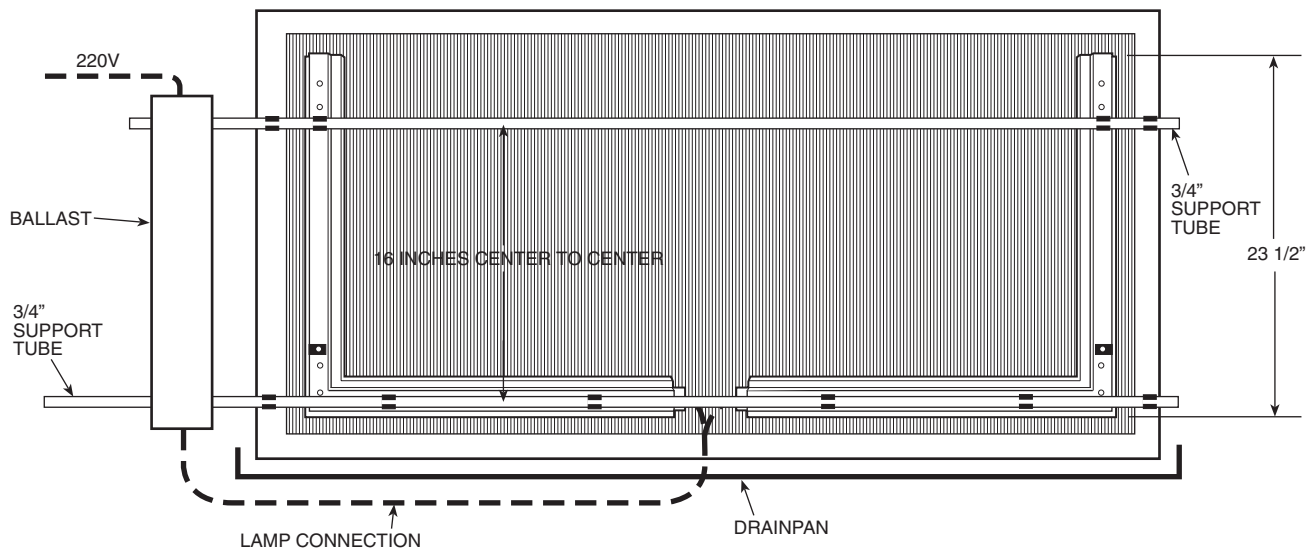 220V
BALLAST
3/4”
SUPPORT
TUBE
16 INCHES CENTER TO CENTER
3/4”
SUPPORT
TUBE
23 1/2”
LAMP CONNECTION
DRAINPAN